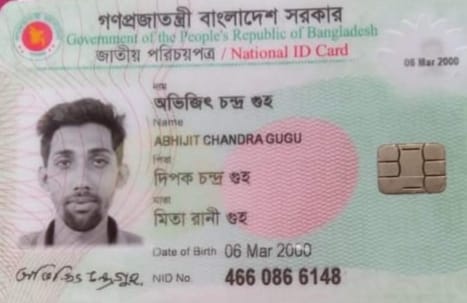 গণপ্রজাতন্ত্রী বাংলাদেশ সরকার
Government of the People's Republic of Bangladesh
জাতীয় পরিচয়পত্র / National ID Card
06 Mar 2000
নাম
অভিজিৎ চন্দ্র গুহ
Name
ABHIJIT CHANDRA GUGU
পিতা
দিপক চন্দ্র গুহ
মাতা
মিতা রানী গুহ
Date of Birth 06 Mar 2000
NID No. 466 086 6148